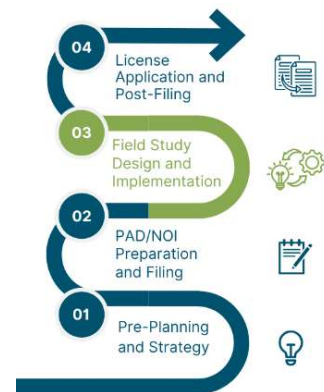 04
License
Application and
Post-Filing
03
Field Study
Design and
Implementation
02
PAD/NOI
Preparation
and Filing
01
Pre-Planning
and Strategy